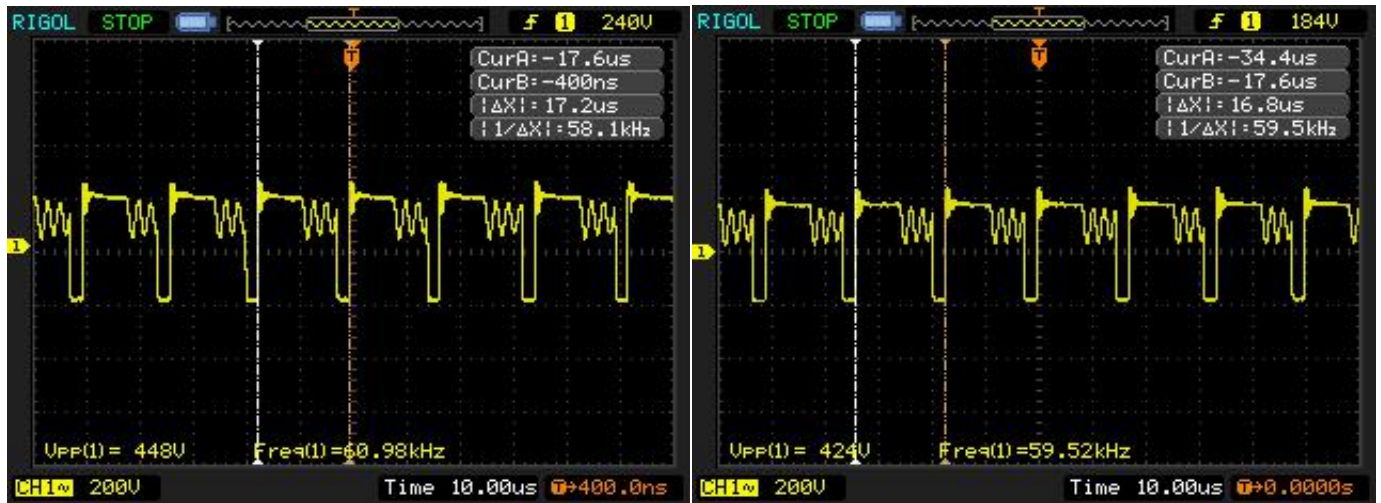 RIGOL STOP T 1 240V
T
CurA=-17.6us
CurB=-400ns
|ΔX|=17.2us
|1/ΔX|=58.1kHz
1
Vpp(1)= 448V Freq(1)=60.98kHz
CH1~ 200V Time 10.00us T→400.0ns
RIGOL STOP T 1 184V
T
CurA=-34.4us
CurB=-17.6us
|ΔX|=16.8us
|1/ΔX|=59.5kHz
1
Vpp(1)= 424V Freq(1)=59.52kHz
CH1~ 200V Time 10.00us T→0.0000s